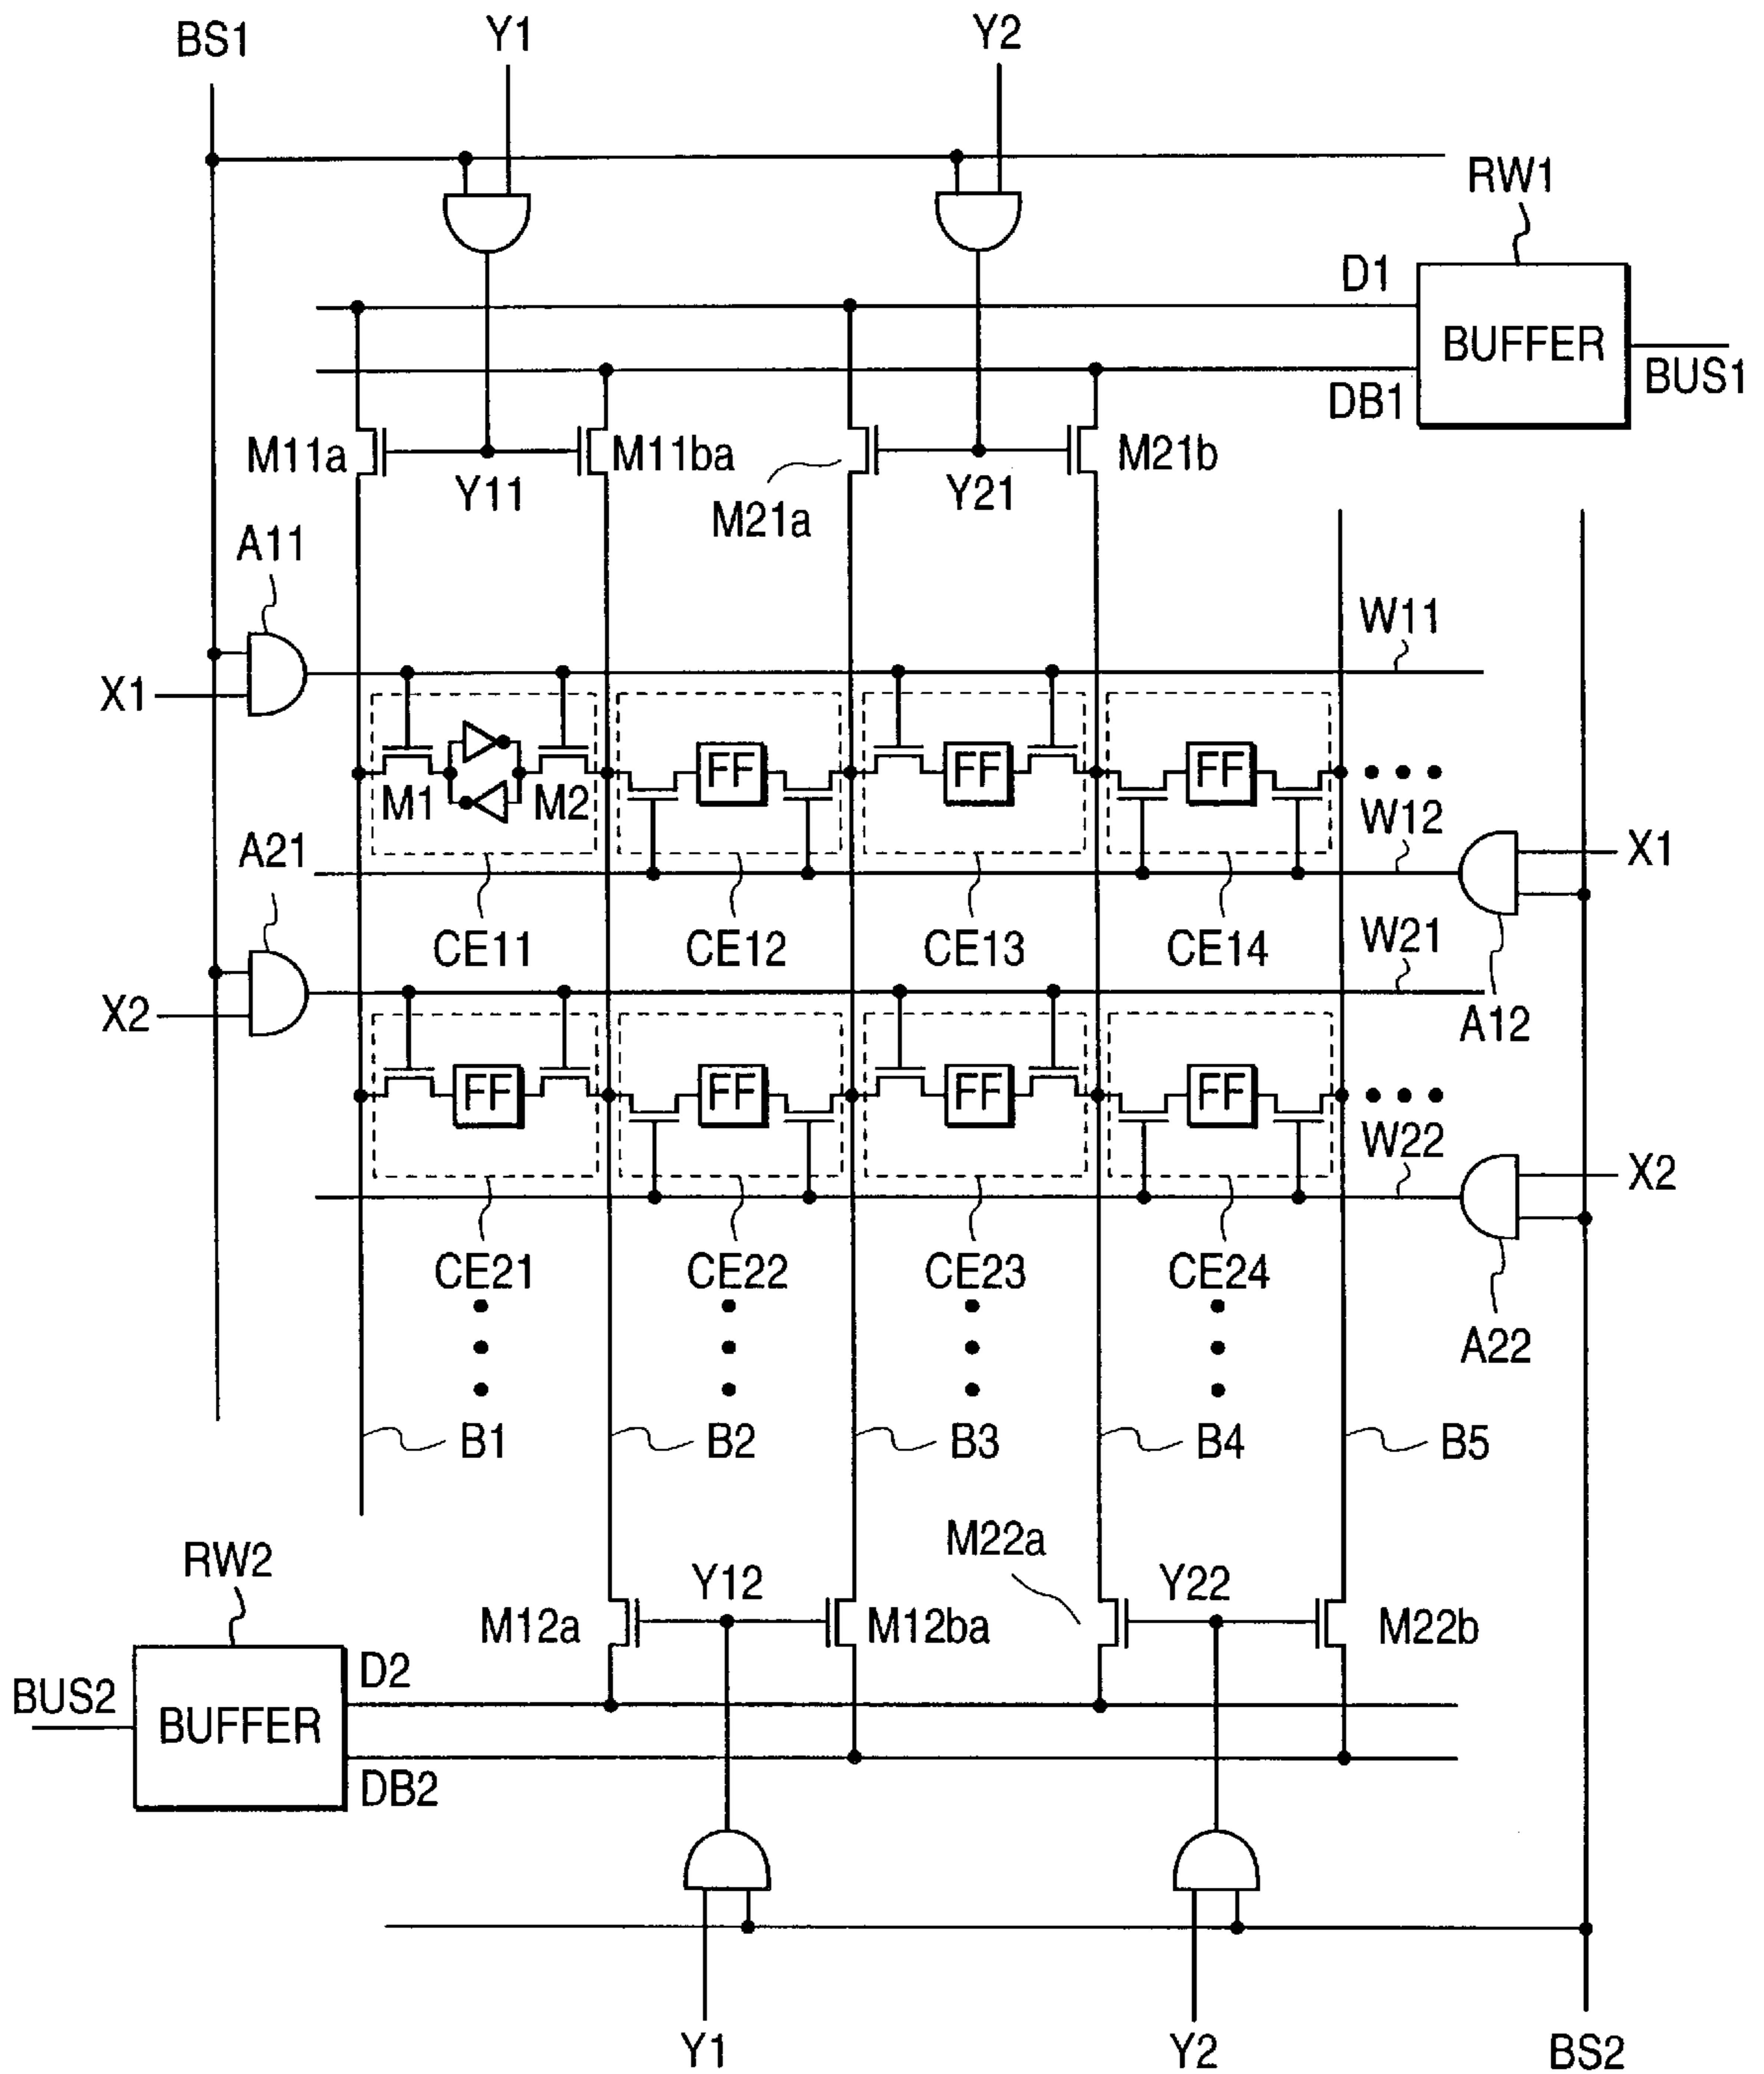 BS1 Y1 Y2
RW1
D1
BUFFER
DB1 BUS1
M11a M11ba M21b
Y11 M21a Y21
A11
W11
X1
FF FF FF
M1 M2
W12
A21 X1
CE11 CE12 CE13 CE14 W21
X2 A12
FF FF FF FF
W22
X2
CE21 CE22 CE23 CE24
A22
B1 B2 B3 B4 B5
M22a
RW2
Y12 Y22
M12a M12ba M22b
D2
BUS2
BUFFER
DB2
Y1 Y2 BS2